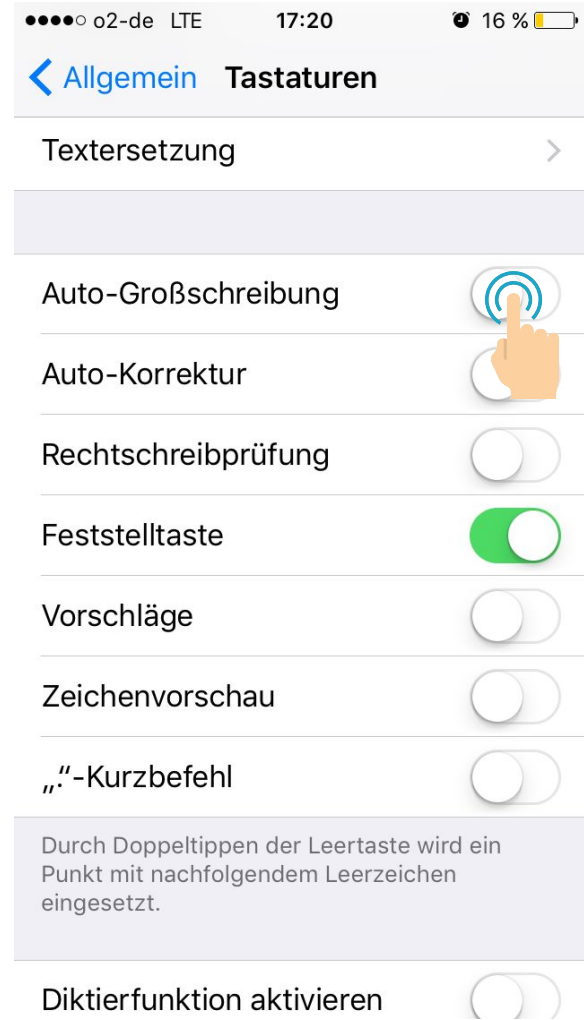 o2-de LTE 17:20 16 %
Allgemein Tastaturen
Textersetzung
Auto-Großschreibung
Auto-Korrektur
Rechtschreibprüfung
Feststelltaste
Vorschläge
Zeichenvorschau
„.“-Kurzbefehl
Durch Doppeltippen der Leertaste wird ein
Punkt mit nachfolgendem Leerzeichen
eingesetzt.
Diktierfunktion aktivieren